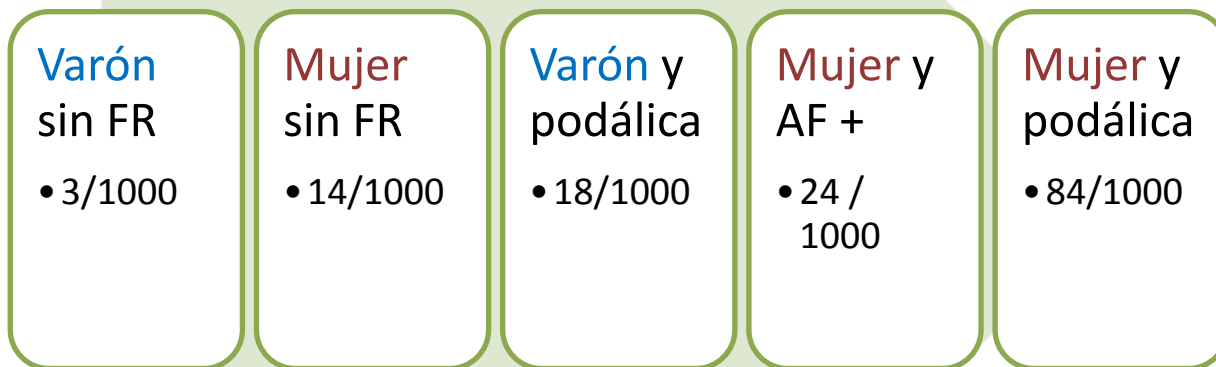 Varón
sin FR
• 3/1000
Mujer
sin FR
• 14/1000
Varón y
podálica
• 18/1000
Mujer y
AF +
• 24 /
1000
Mujer y
podálica
• 84/1000